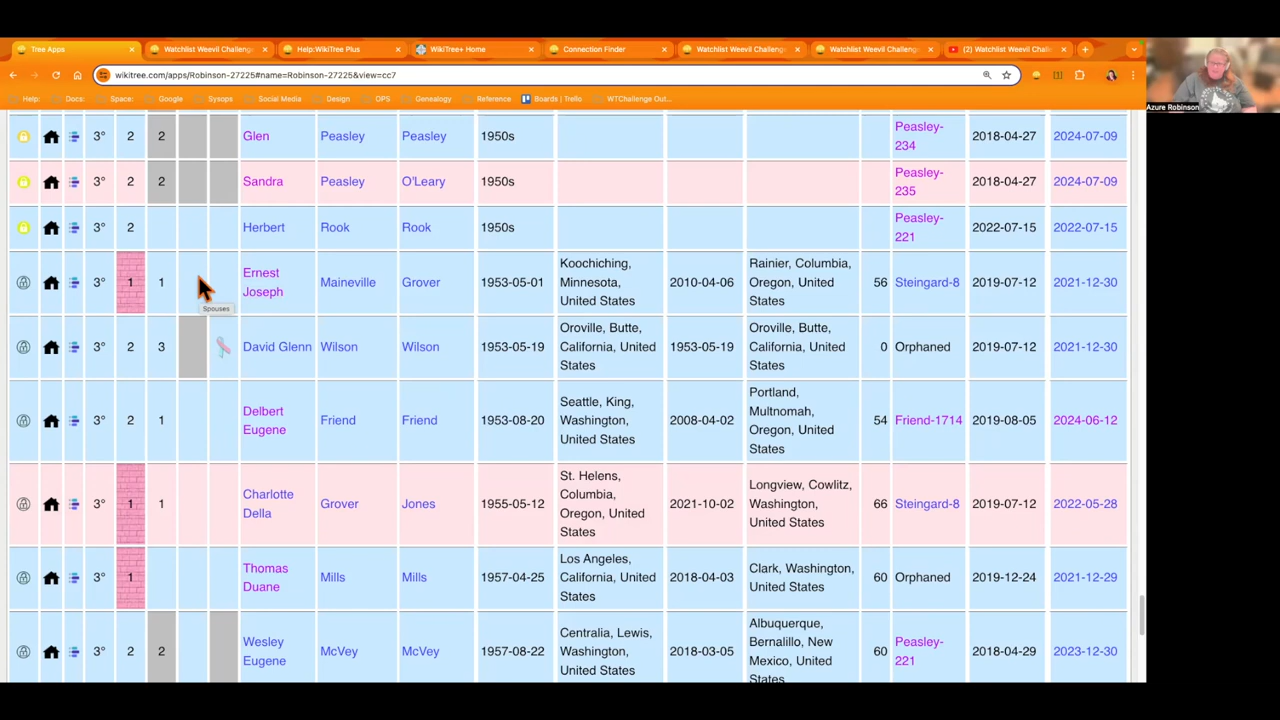 Tree Apps
Watchlist Weevil Challenge
Help:WikiTree Plus
WikiTree+ Home
Connection Finder
Watchlist Weevil Challenge
Watchlist Weevil Challenge
(2) Watchlist Weevil Challenge
wikitree.com/apps/Robinson-27225#name=Robinson-27225&view=cc7
Help: Docs: Space: Google Sysops Social Media Design DPS Genealogy Reference Boards | Trello WTChallenge Out...
Azure Robinson
3° 2 2 Glen Peasley Peasley 1950s Peasley-
234 2018-04-27 2024-07-09
3° 2 2 Sandra Peasley O'Leary 1950s Peasley-
235 2018-04-27 2024-07-09
3° 2 Herbert Rook Rook 1950s Peasley-
221 2022-07-15 2022-07-15
3° 1 1 Ernest
Joseph Maineville Grover 1953-05-01 Koochiching,
Minnesota,
United States 2010-04-06 Rainier, Columbia,
Oregon, United
States 56 Steingard-8 2019-07-12 2021-12-30
Spouses
3° 2 3 David Glenn Wilson Wilson 1953-05-19 Oroville, Butte,
California, United
States 1953-05-19 Oroville, Butte,
California, United
States 0 Orphaned 2019-07-12 2021-12-30
3° 2 1 Delbert
Eugene Friend Friend 1953-08-20 Seattle, King,
Washington,
United States 2008-04-02 Portland,
Multnomah,
Oregon, United
States 54 Friend-1714 2019-08-05 2024-06-12
3° 1 1 Charlotte
Della Grover Jones 1955-05-12 St. Helens,
Columbia,
Oregon, United
States 2021-10-02 Longview, Cowlitz,
Washington,
United States 66 Steingard-8 2019-07-12 2022-05-28
3° 1 Thomas
Duane Mills Mills 1957-04-25 Los Angeles,
California, United
States 2018-04-03 Clark, Washington,
United States 60 Orphaned 2019-12-24 2021-12-29
3° 2 2 Wesley
Eugene McVey McVey 1957-08-22 Centralia, Lewis,
Washington,
United States 2018-03-05 Albuquerque,
Bernalillo, New
Mexico, United
States 60 Peasley-
221 2018-04-29 2023-12-30